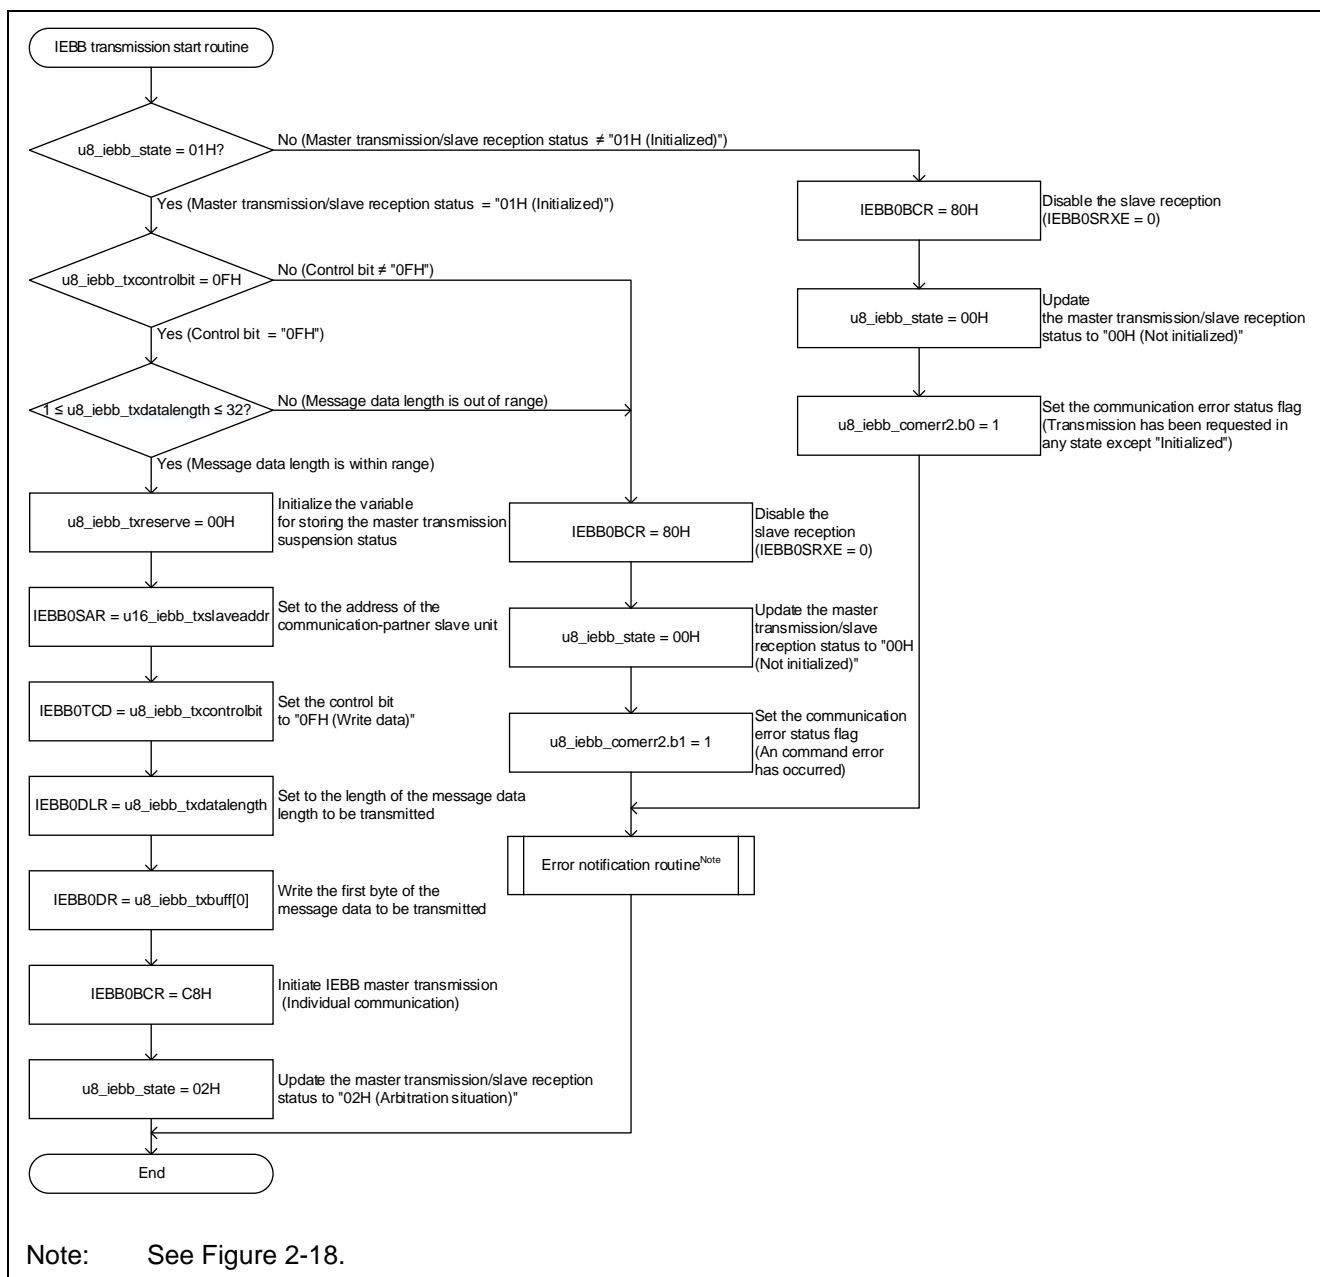 IEBB transmission start routine
u8_iebb_state = 01H?
No (Master transmission/slave reception status ≠ "01H (Initialized)")
Yes (Master transmission/slave reception status = "01H (Initialized)")
IEBB0BCR = 80H
Disable the slave reception
(IEBB0SRXE = 0)
u8_iebb_txcontrolbit = 0FH
No (Control bit ≠ "0FH")
Yes (Control bit = "0FH")
u8_iebb_state = 00H
Update
the master transmission/slave reception
status to "00H (Not initialized)"
1 ≤ u8_iebb_txdatalength ≤ 32?
No (Message data length is out of range)
Yes (Message data length is within range)
u8_iebb_comerr2.b0 = 1
Set the communication error status flag
(Transmission has been requested in
any state except "Initialized")
u8_iebb_txreserve = 00H
Initialize the variable
for storing the master transmission
suspension status
IEBB0BCR = 80H
Disable the
slave reception
(IEBB0SRXE = 0)
IEBB0SAR = u16_iebb_txslaveaddr
Set to the address of the
communication-partner slave unit
u8_iebb_state = 00H
Update the master
transmission/slave
reception status to "00H
(Not initialized)"
IEBB0TCD = u8_iebb_txcontrolbit
Set the control bit
to "0FH (Write data)"
u8_iebb_comerr2.b1 = 1
Set the communication
error status flag
(An command error
has occurred)
IEBB0DLR = u8_iebb_txdatalength
Set to the length of the message data
length to be transmitted
Error notification routineNote
IEBB0DR = u8_iebb_txbuff[0]
Write the first byte of the
message data to be transmitted
IEBB0BCR = C8H
Initiate IEBB master transmission
(Individual communication)
u8_iebb_state = 02H
Update the master transmission/slave reception
status to "02H (Arbitration situation)"
End
Note: See Figure 2-18.